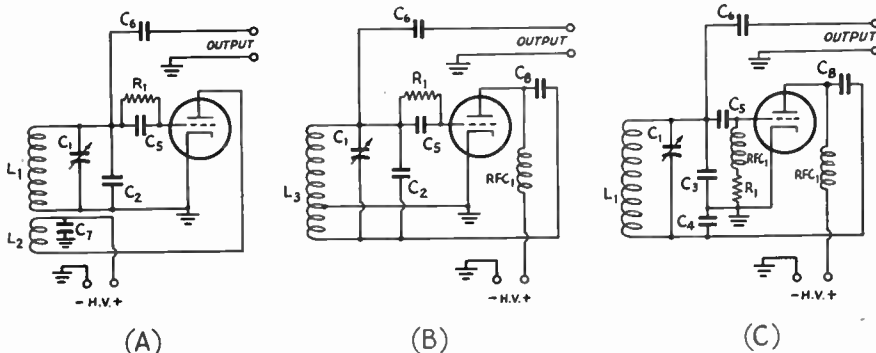 C6
OUTPUT
R1
C1
C5
L1
C2
L2
C7
- H.V. +
(A)
C6
OUTPUT
C8
R1
C1
C5
L3
C2
RFC1
- H.V. +
(B)
C6
OUTPUT
C8
C5
C1
RFC1
RFC1
L1
C3
R1
C4
- H.V. +
(C)